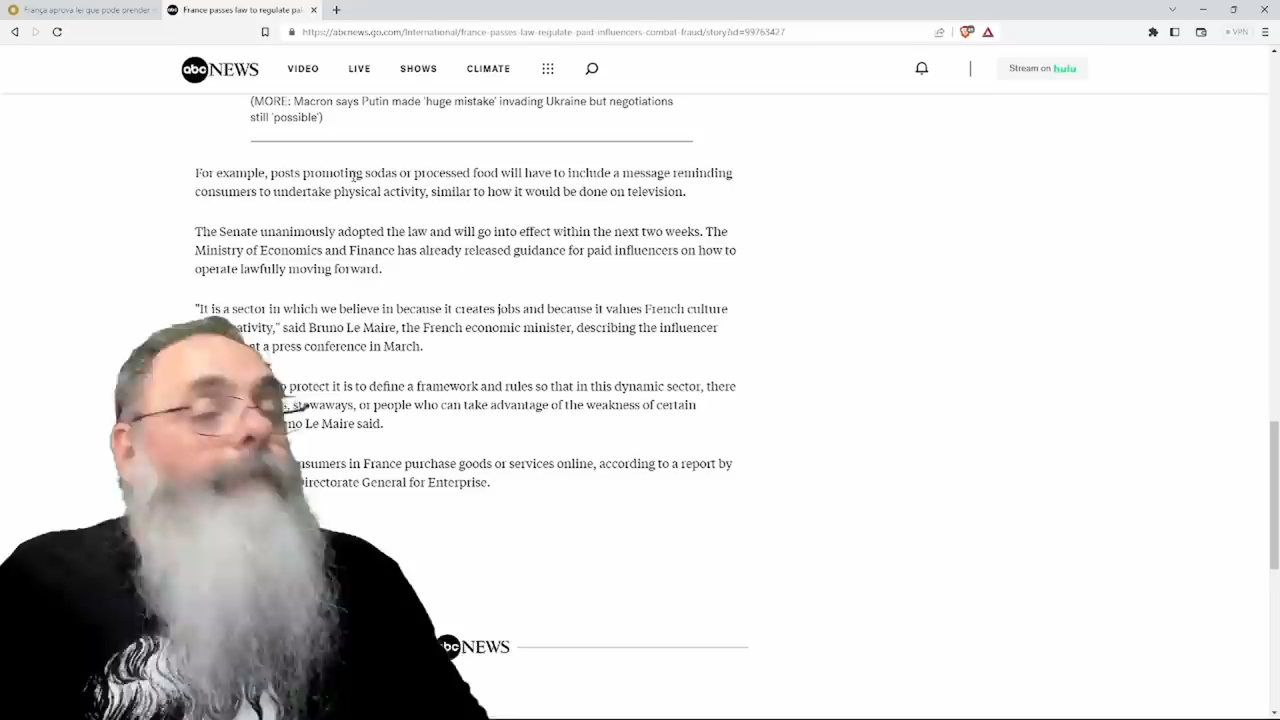 França aprova lei que pode prender
France passes law to regulate pai
https://abcnews.go.com/International/france-passes-law-regulate-paid-influencers-combat-fraud/story?id=99763427
VPN
abc NEWS VIDEO LIVE SHOWS CLIMATE Stream on hulu
(MORE: Macron says Putin made 'huge mistake' invading Ukraine but negotiations
still 'possible')
For example, posts promoting sodas or processed food will have to include a message reminding
consumers to undertake physical activity, similar to how it would be done on television.
The Senate unanimously adopted the law and will go into effect within the next two weeks. The
Ministry of Economics and Finance has already released guidance for paid influencers on how to
operate lawfully moving forward.
"It is a sector in which we believe in because it creates jobs and because it values French culture
ativity," said Bruno Le Maire, the French economic minister, describing the influencer
at a press conference in March.
o protect it is to define a framework and rules so that in this dynamic sector, there
stowaways, or people who can take advantage of the weakness of certain
no Le Maire said.
nsumers in France purchase goods or services online, according to a report by
Directorate General for Enterprise.
abc NEWS